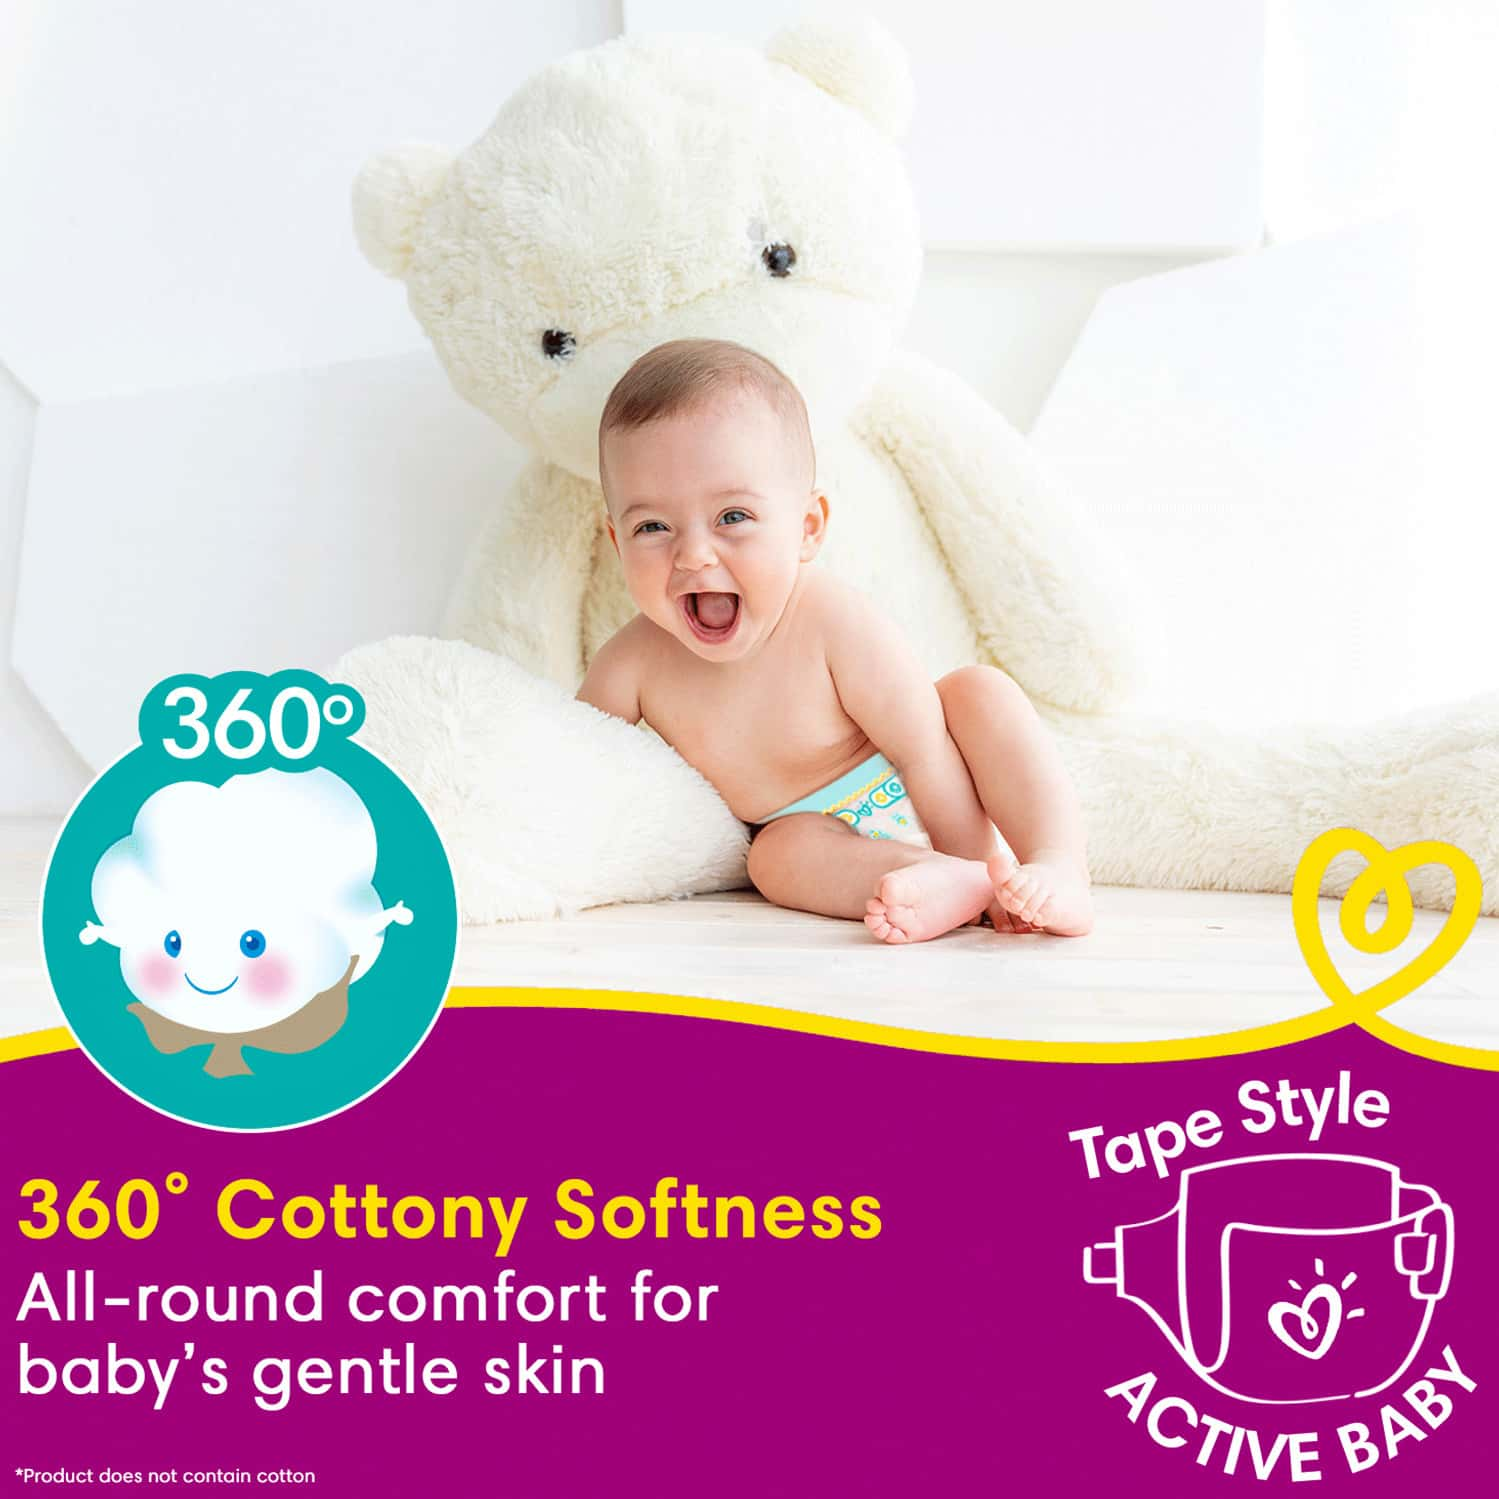 360°
360° Cottony Softness
All-round comfort for
baby's gentle skin
*Product does not contain cotton
Tape Style
ACTIVE BABY